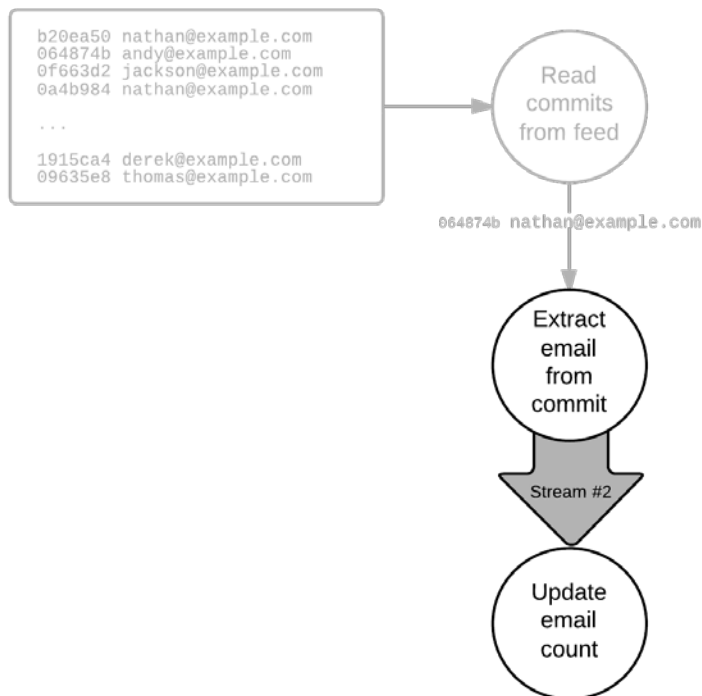 b20ea50 nathan@example.com
064874b andy@example.com
0f663d2 jackson@example.com
0a4b984 nathan@example.com
...
1915ca4 derek@example.com
09635e8 thomas@example.com
Read
commits
from feed
064874b nathan@example.com
Extract
email
from
commit
Stream #2
Update
email
count